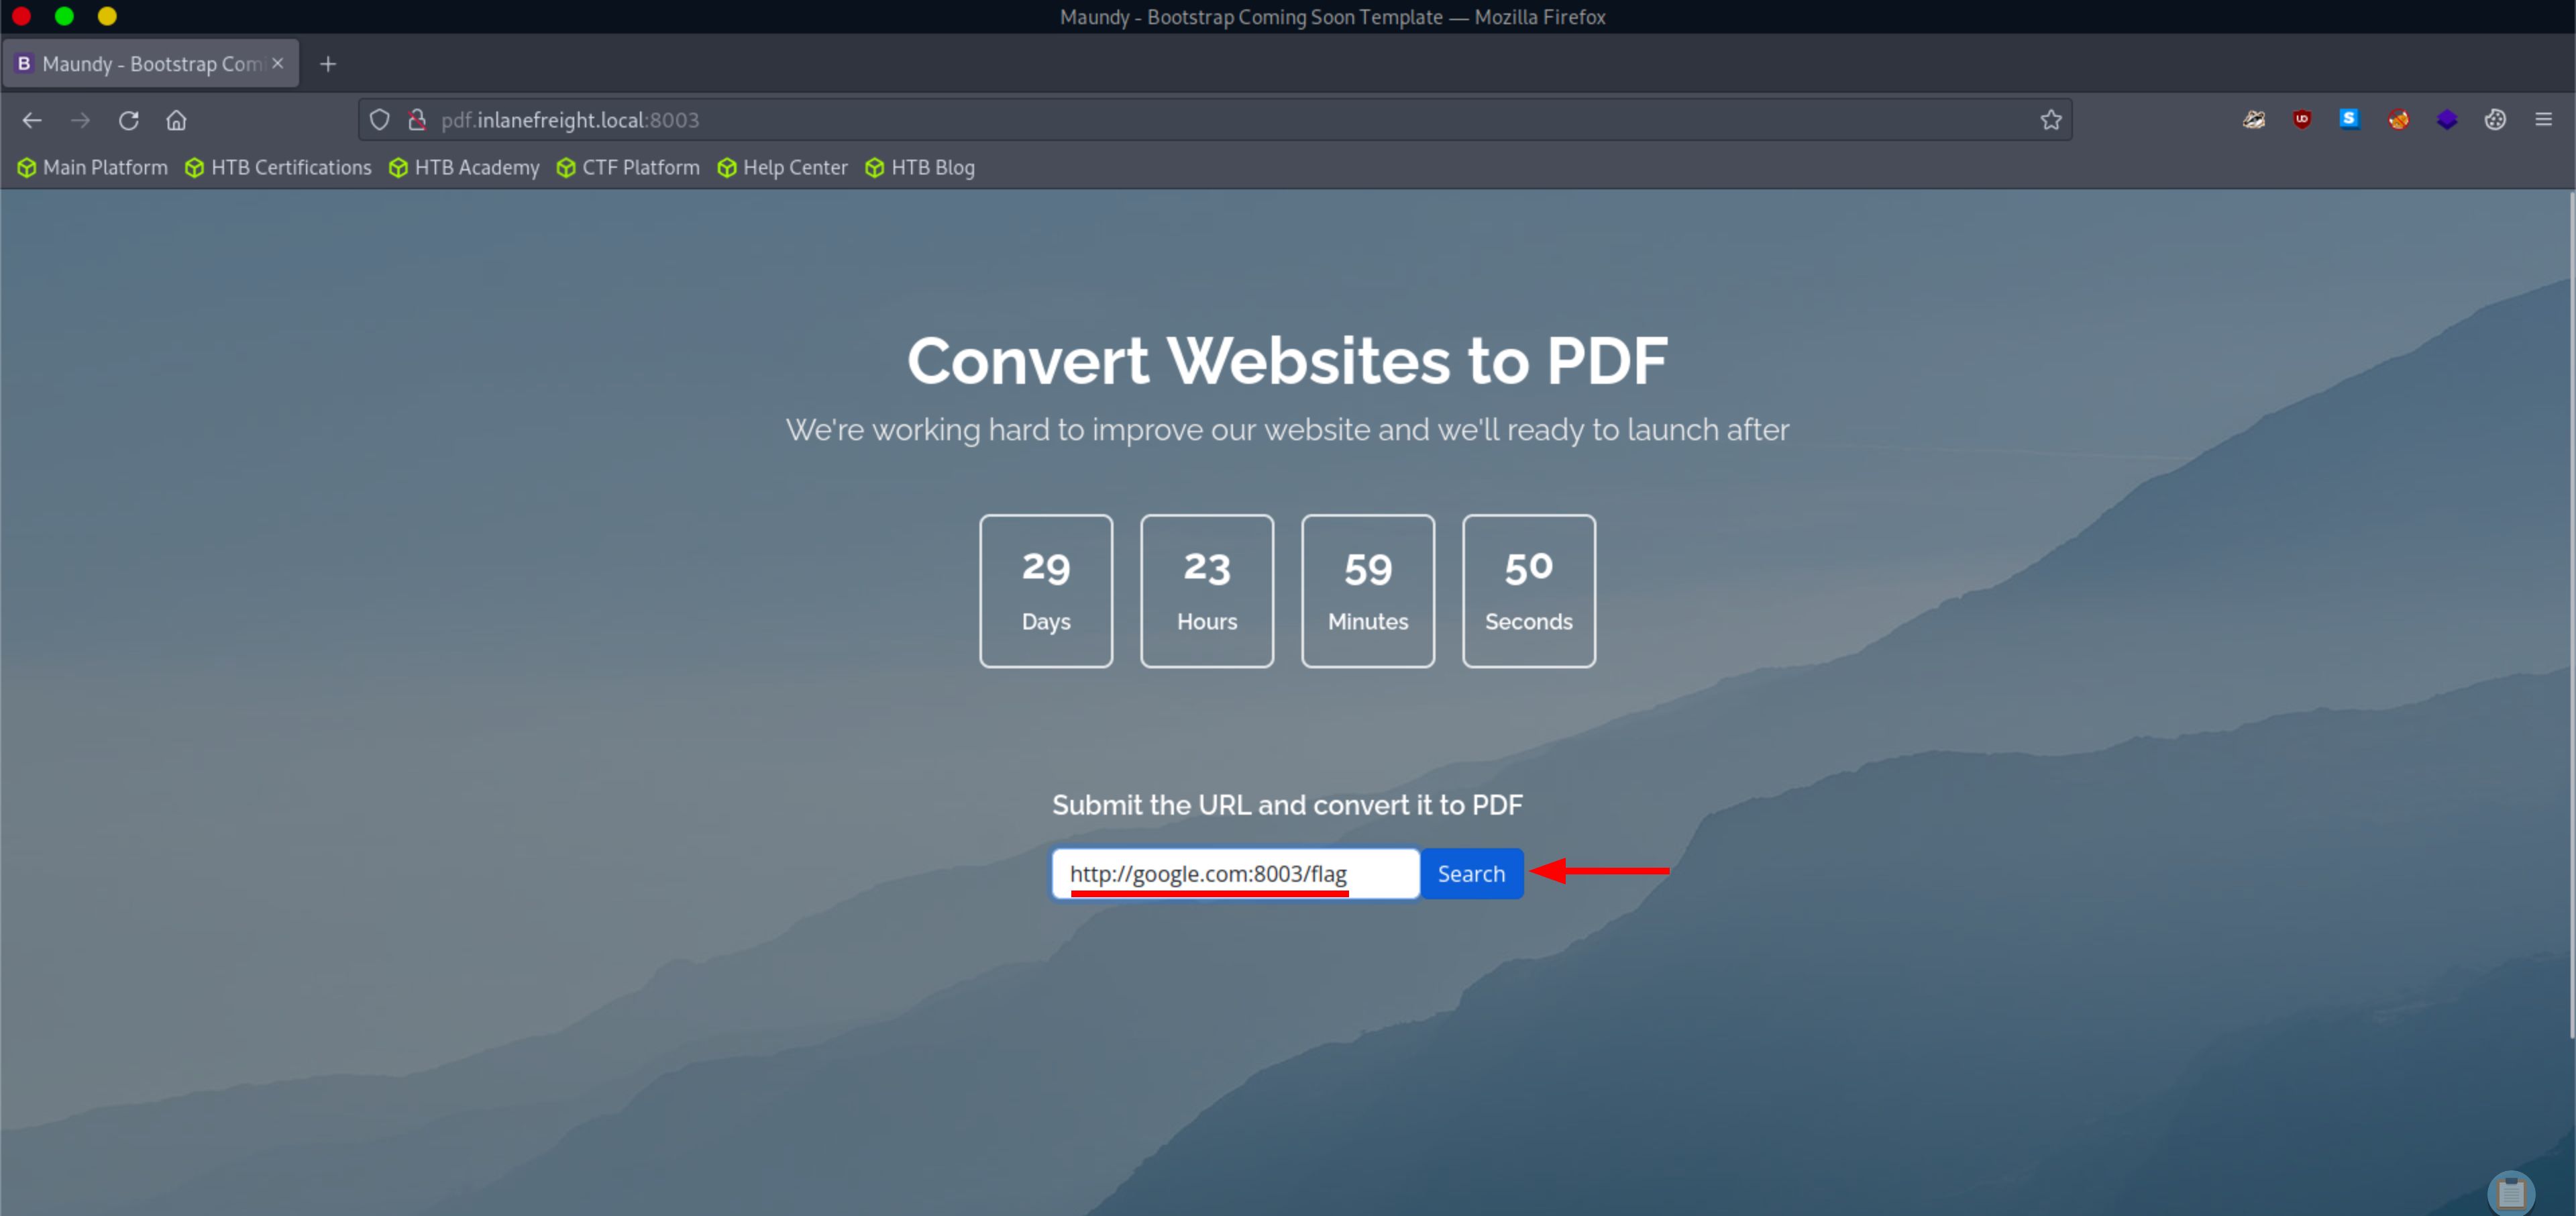 Maundy - Bootstrap Coming Soon Template — Mozilla Firefox
B Maundy - Bootstrap Com
pdf.inlanefreight.local:8003
UD S
Main Platform HTB Certifications HTB Academy CTF Platform Help Center HTB Blog
Convert Websites to PDF
We're working hard to improve our website and we'll ready to launch after
29 23 59 50
Days Hours Minutes Seconds
Submit the URL and convert it to PDF
http://google.com:8003/flag Search